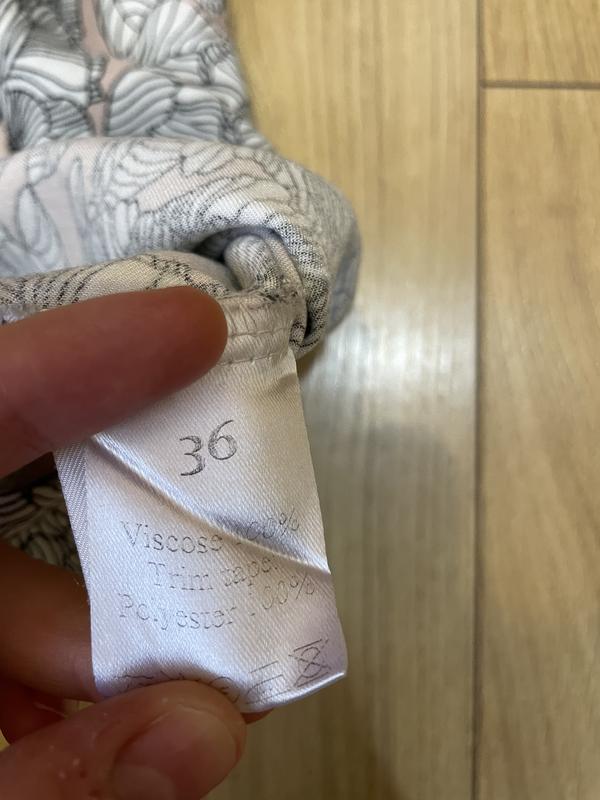 36
Viscose 100%
Trim tape:
Polyester 100%